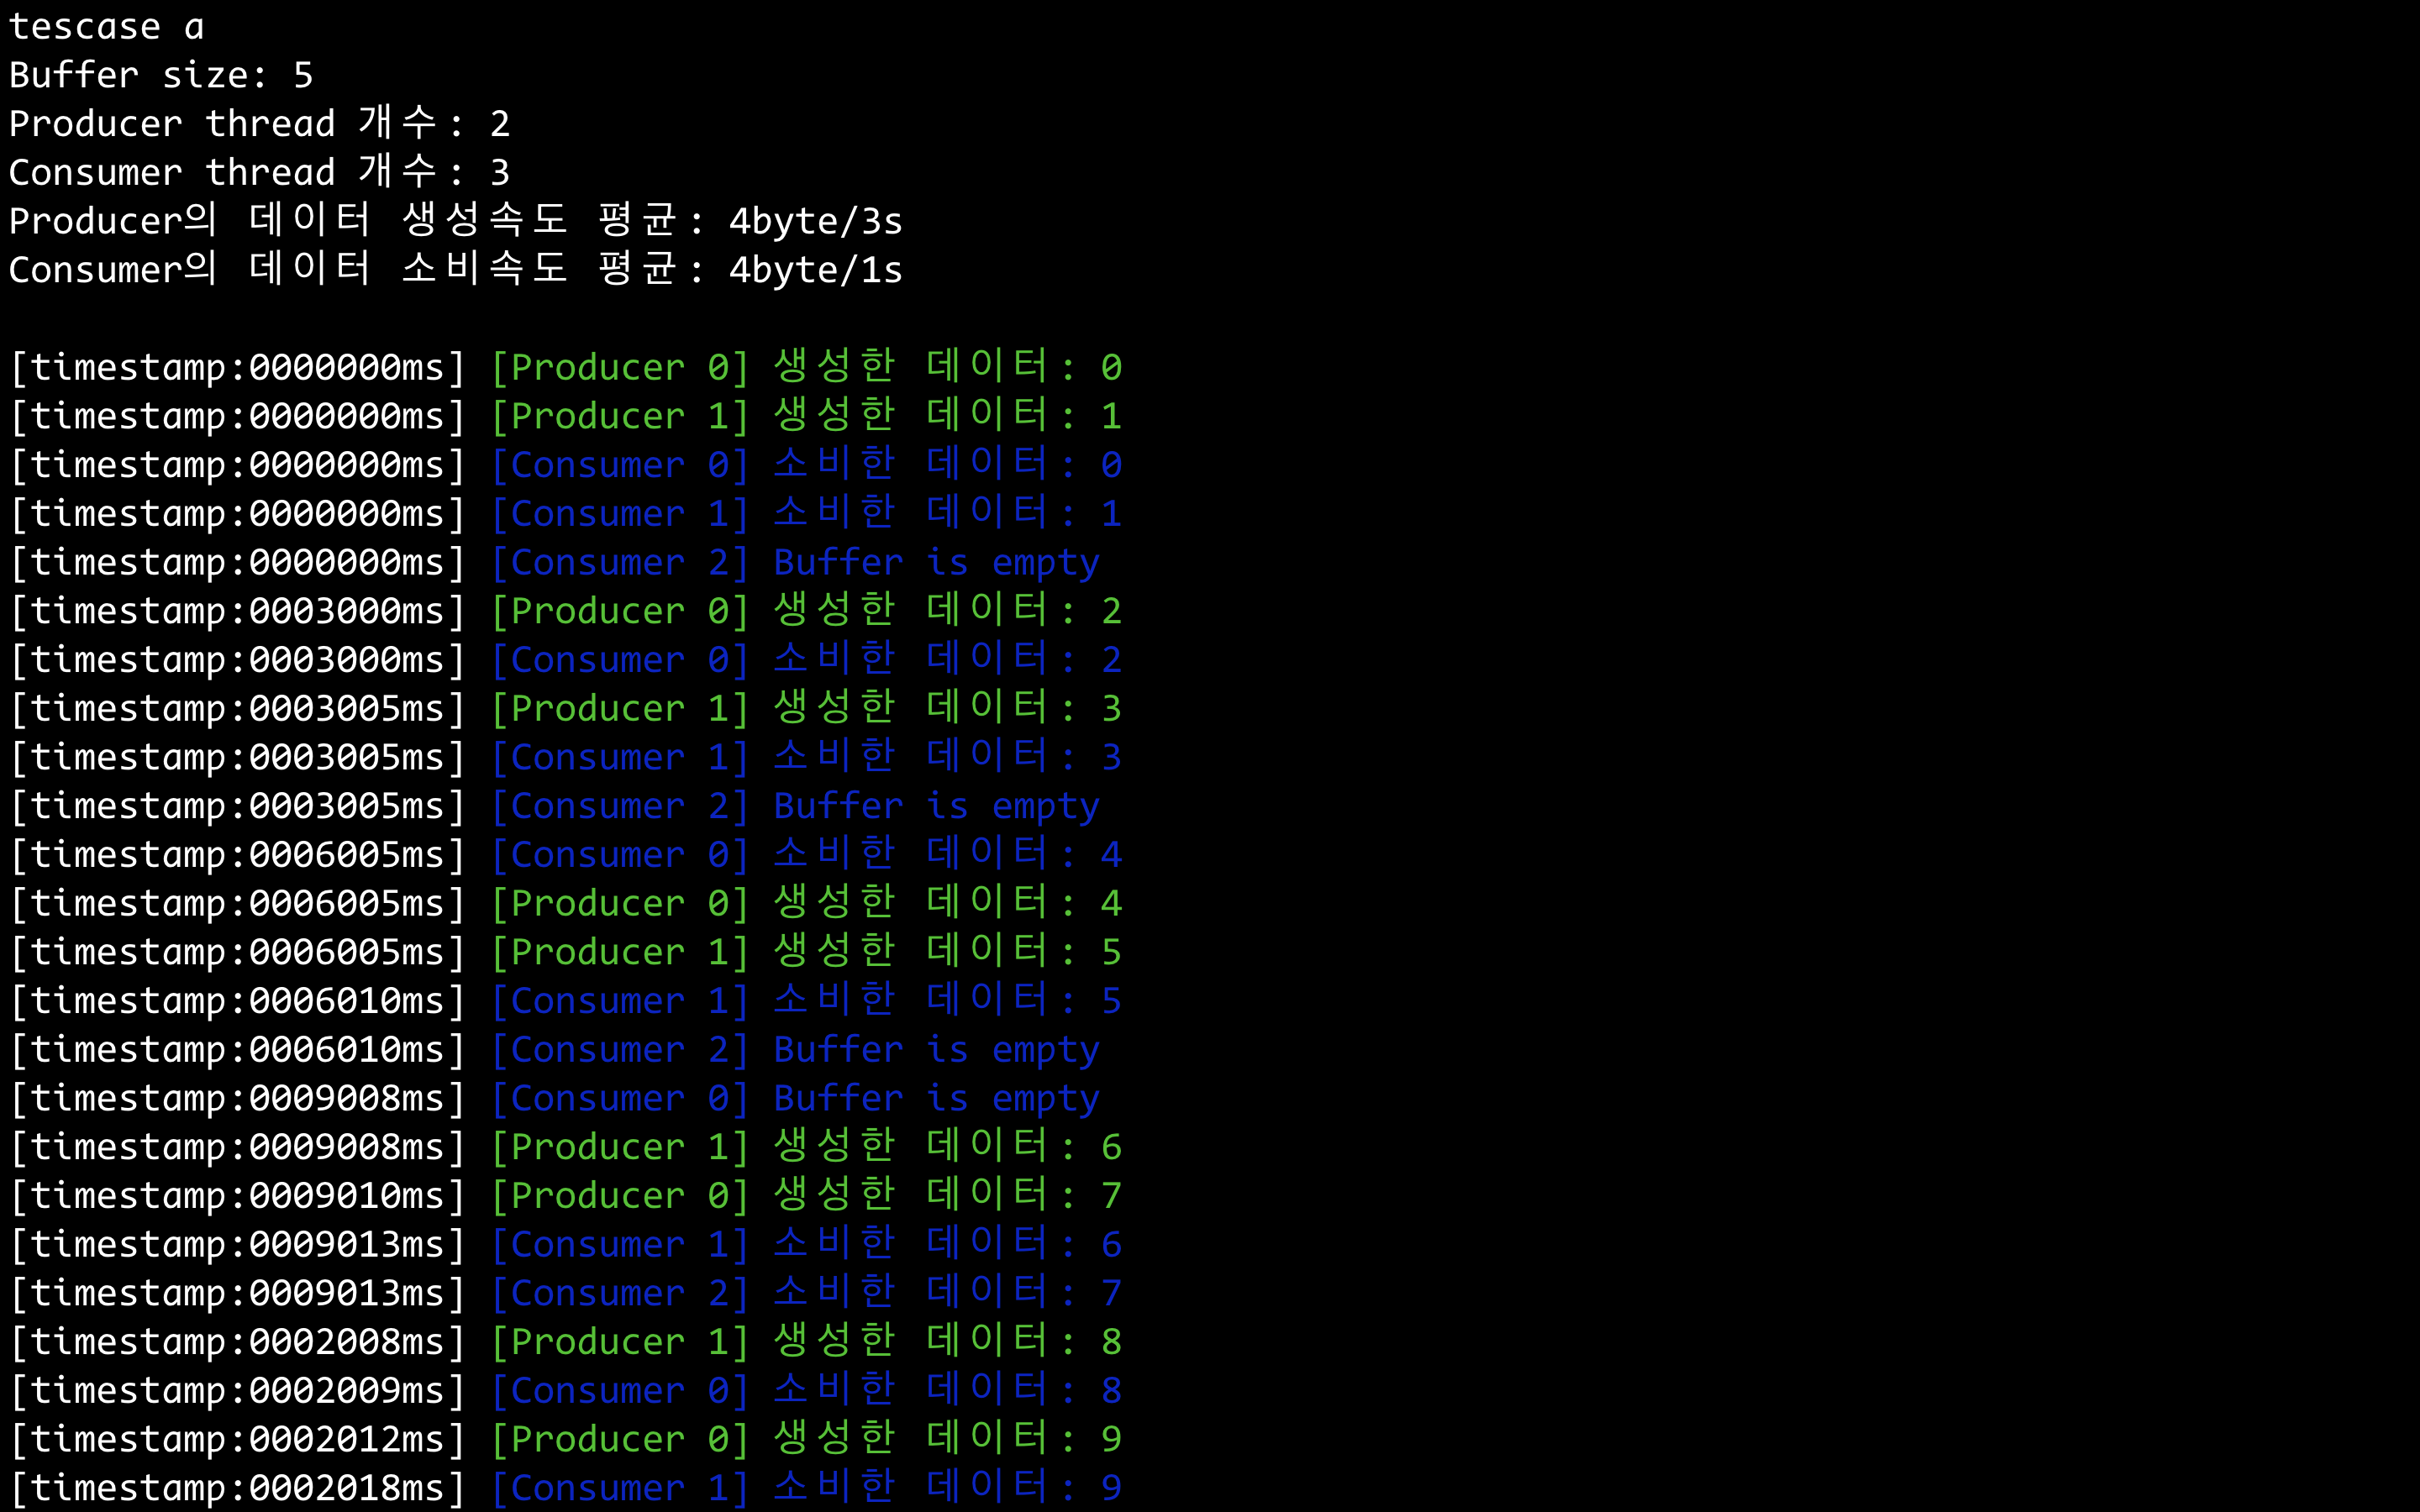 tescase a
Buffer size: 5
Producer thread 개수: 2
Consumer thread 개수: 3
Producer의 데이터 생성속도 평균: 4byte/3s
Consumer의 데이터 소비속도 평균: 4byte/1s
[timestamp:0000000ms] [Producer 0] 생성한 데이터: 0
[timestamp:0000000ms] [Producer 1] 생성한 데이터: 1
[timestamp:0000000ms] [Consumer 0] 소비한 데이터: 0
[timestamp:0000000ms] [Consumer 1] 소비한 데이터: 1
[timestamp:0000000ms] [Consumer 2] Buffer is empty
[timestamp:0003000ms] [Producer 0] 생성한 데이터: 2
[timestamp:0003000ms] [Consumer 0] 소비한 데이터: 2
[timestamp:0003005ms] [Producer 1] 생성한 데이터: 3
[timestamp:0003005ms] [Consumer 1] 소비한 데이터: 3
[timestamp:0003005ms] [Consumer 2] Buffer is empty
[timestamp:0006005ms] [Consumer 0] 소비한 데이터: 4
[timestamp:0006005ms] [Producer 0] 생성한 데이터: 4
[timestamp:0006005ms] [Producer 1] 생성한 데이터: 5
[timestamp:0006010ms] [Consumer 1] 소비한 데이터: 5
[timestamp:0006010ms] [Consumer 2] Buffer is empty
[timestamp:0009008ms] [Consumer 0] Buffer is empty
[timestamp:0009008ms] [Producer 1] 생성한 데이터: 6
[timestamp:0009010ms] [Producer 0] 생성한 데이터: 7
[timestamp:0009013ms] [Consumer 1] 소비한 데이터: 6
[timestamp:0009013ms] [Consumer 2] 소비한 데이터: 7
[timestamp:0002008ms] [Producer 1] 생성한 데이터: 8
[timestamp:0002009ms] [Consumer 0] 소비한 데이터: 8
[timestamp:0002012ms] [Producer 0] 생성한 데이터: 9
[timestamp:0002018ms] [Consumer 1] 소비한 데이터: 9